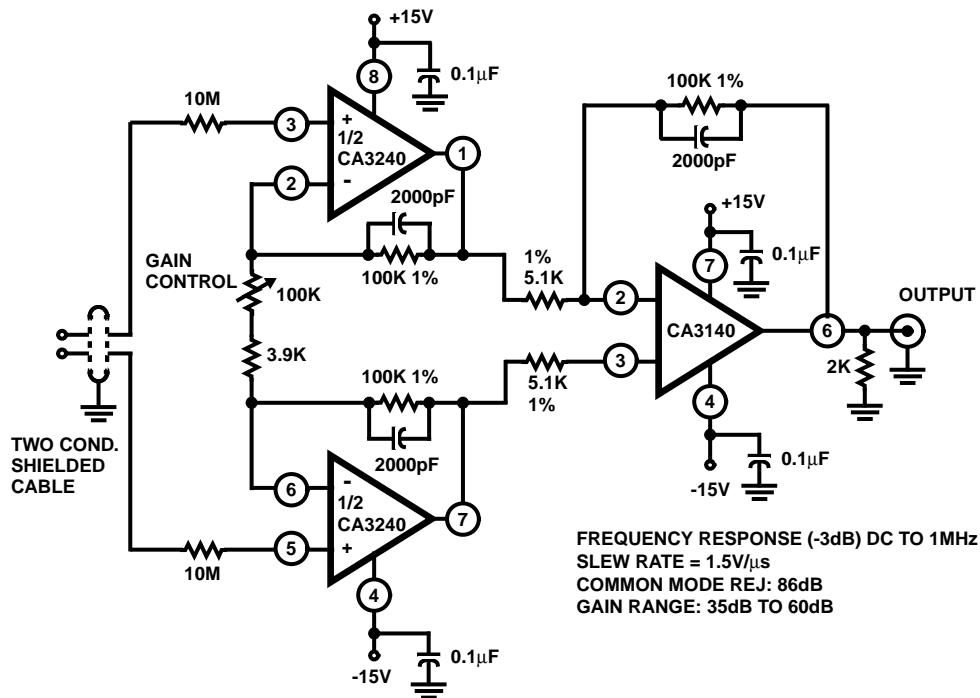 +15V
8
0.1μF
100K 1%
2000pF
10M
3
+
1/2
CA3240
1
2
-
2000pF
+15V
0.1μF
7
GAIN
CONTROL
100K
100K 1%
1%
5.1K
2
CA3140
6
OUTPUT
3.9K
3
2K
100K 1%
5.1K
1%
4
2000pF
TWO COND.
SHIELDED
CABLE
0.1μF
-15V
6
-
1/2
CA3240
7
5
+
10M
FREQUENCY RESPONSE (-3dB) DC TO 1MHz
SLEW RATE = 1.5V/μs
COMMON MODE REJ: 86dB
GAIN RANGE: 35dB TO 60dB
4
0.1μF
-15V